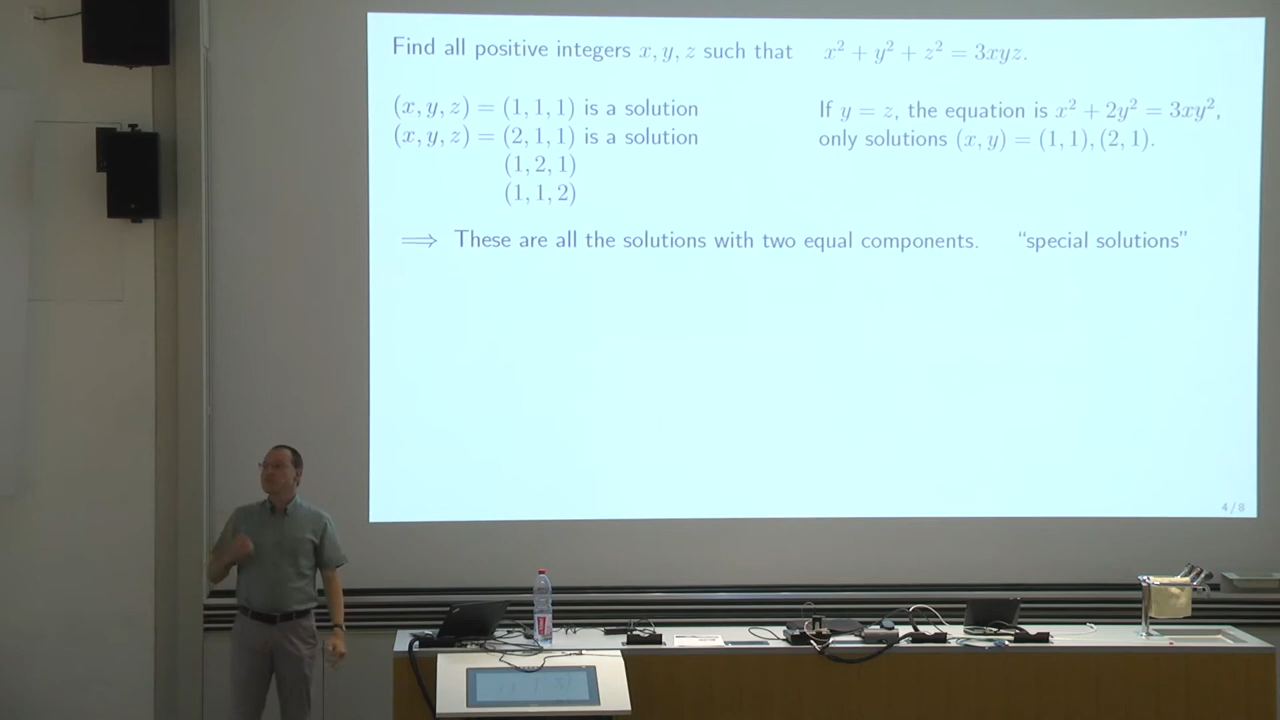 Find all positive integers x, y, z such that x² + y² + z² = 3xyz.
(x, y, z) = (1, 1, 1) is a solution
(x, y, z) = (2, 1, 1) is a solution
(1, 2, 1)
(1, 1, 2)
If y = z, the equation is x² + 2y² = 3xy²,
only solutions (x, y) = (1, 1), (2, 1).
⟹ These are all the solutions with two equal components. “special solutions”
4/8